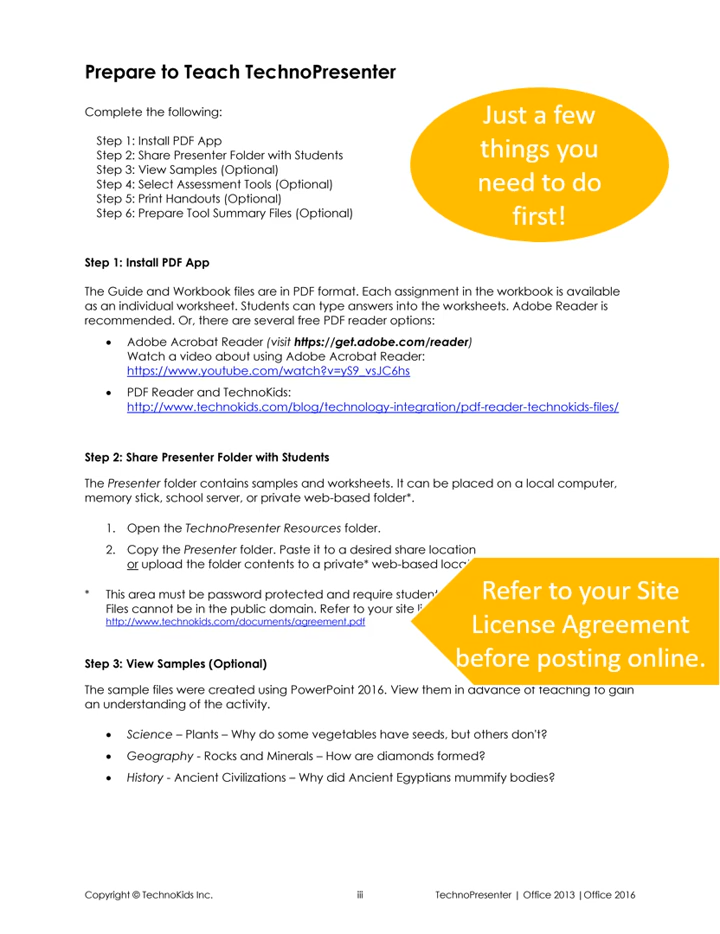 Prepare to Teach TechnoPresenter
Complete the following:
Step 1: Install PDF App
Step 2: Share Presenter Folder with Students
Step 3: View Samples (Optional)
Step 4: Select Assessment Tools (Optional)
Step 5: Print Handouts (Optional)
Step 6: Prepare Tool Summary Files (Optional)
Just a few
things you
need to do
first!
Step 1: Install PDF App
The Guide and Workbook files are in PDF format. Each assignment in the workbook is available
as an individual worksheet. Students can type answers into the worksheets. Adobe Reader is
recommended. Or, there are several free PDF reader options:
• Adobe Acrobat Reader (visit https://get.adobe.com/reader)
Watch a video about using Adobe Acrobat Reader:
https://www.youtube.com/watch?v=yS9_vsJC6hs
• PDF Reader and TechnoKids:
http://www.technokids.com/blog/technology-integration/pdf-reader-technokids-files/
Step 2: Share Presenter Folder with Students
The Presenter folder contains samples and worksheets. It can be placed on a local computer,
memory stick, school server, or private web-based folder*.
1. Open the TechnoPresenter Resources folder.
2. Copy the Presenter folder. Paste it to a desired share location
or upload the folder contents to a private* web-based
* This area must be password protected and require
Files cannot be in the public domain. Refer to your site
http://www.technokids.com/documents/agreement.pdf
Refer to your Site
License Agreement
before posting online.
Step 3: View Samples (Optional)
The sample files were created using PowerPoint 2016. View them in advance of teaching to gain
an understanding of the activity.
• Science – Plants – Why do some vegetables have seeds, but others don't?
• Geography - Rocks and Minerals – How are diamonds formed?
• History - Ancient Civilizations – Why did Ancient Egyptians mummify bodies?
Copyright © TechnoKids Inc.
iii
TechnoPresenter | Office 2013 |Office 2016